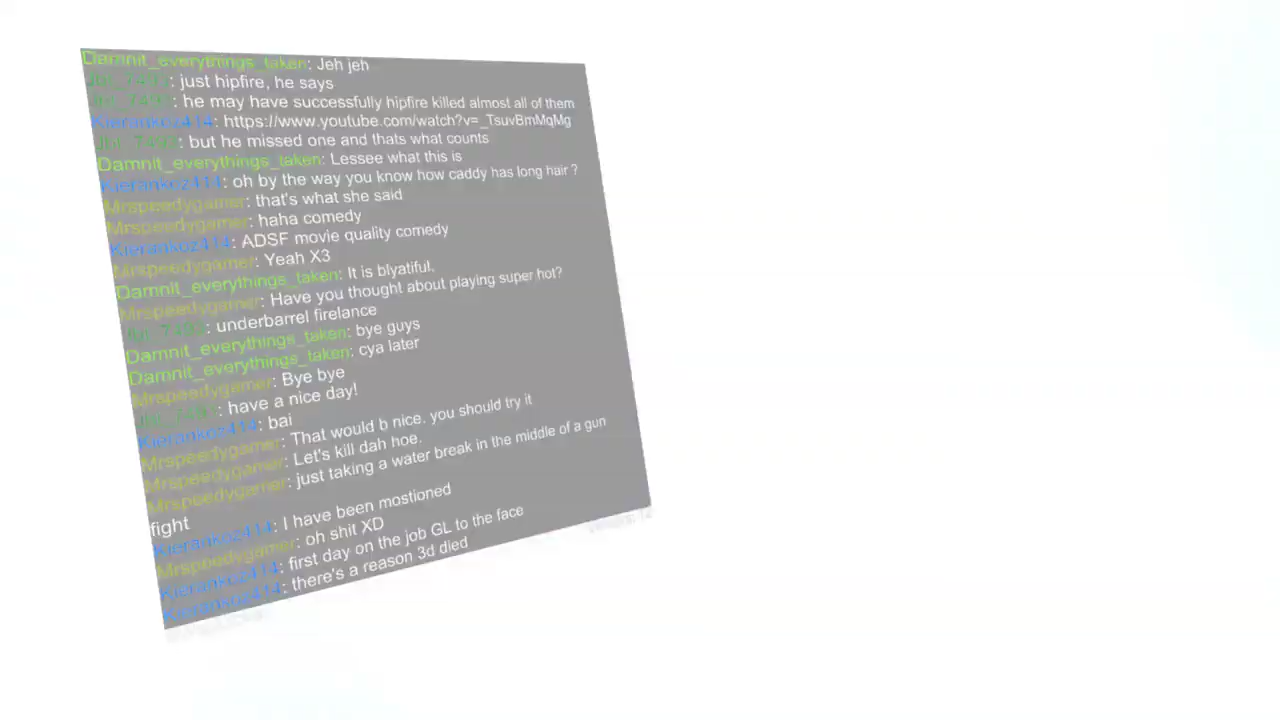 Damnit_everythings_taken: Jeh jeh
Jbt_7493: just hipfire, he says
Jbt_7493: he may have successfully hipfire killed almost all of them
Kierankoz414: https://www.youtube.com/watch?v=_TsuvBmMqMg
Jbt_7493: but he missed one and thats what counts
Damnit_everythings_taken: Lessee what this is
Kierankoz414: oh by the way you know how caddy has long hair ?
Mrspeedygamer: that's what she said
Mrspeedygamer: haha comedy
Kierankoz414: ADSF movie quality comedy
Mrspeedygamer: Yeah X3
Damnit_everythings_taken: It is blyatiful.
Mrspeedygamer: Have you thought about playing super hot?
Jbt_7493: underbarrel firelance
Damnit_everythings_taken: bye guys
Damnit_everythings_taken: cya later
Mrspeedygamer: Bye bye
Jbt_7493: have a nice day!
Kierankoz414: bai
Mrspeedygamer: That would b nice. you should try it
Mrspeedygamer: Let's kill dah hoe.
Mrspeedygamer: just taking a water break in the middle of a gun
fight
Kierankoz414: I have been mostioned
Mrspeedygamer: oh shit XD
Kierankoz414: first day on the job GL to the face
Kierankoz414: there's a reason 3d died